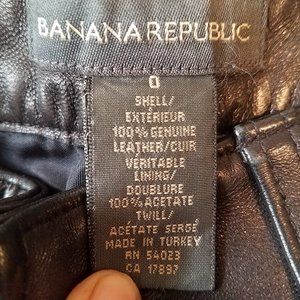 BANANA REPUBLIC
0
SHELL/
EXTÉRIEUR
100% GENUINE
LEATHER/CUIR
VÉRITABLE
LINING/
DOUBLURE
100% ACETATE
TWILL/
ACÉTATE SERGÉ
MADE IN TURKEY
RN 54023
CA 17897